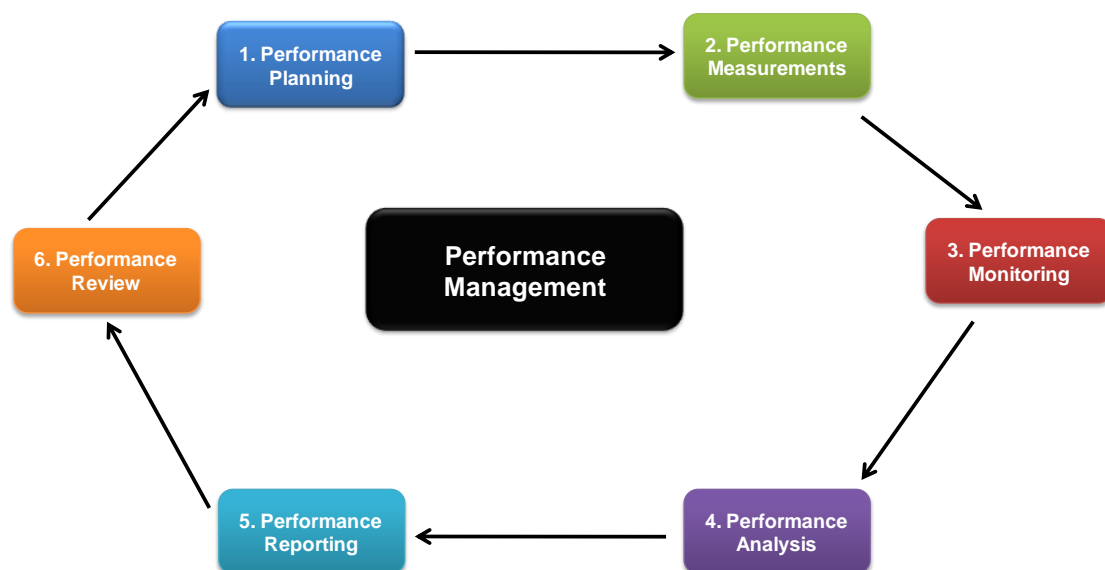 1. Performance
Planning
2. Performance
Measurements
3. Performance
Monitoring
4. Performance
Analysis
5. Performance
Reporting
6. Performance
Review
Performance
Management